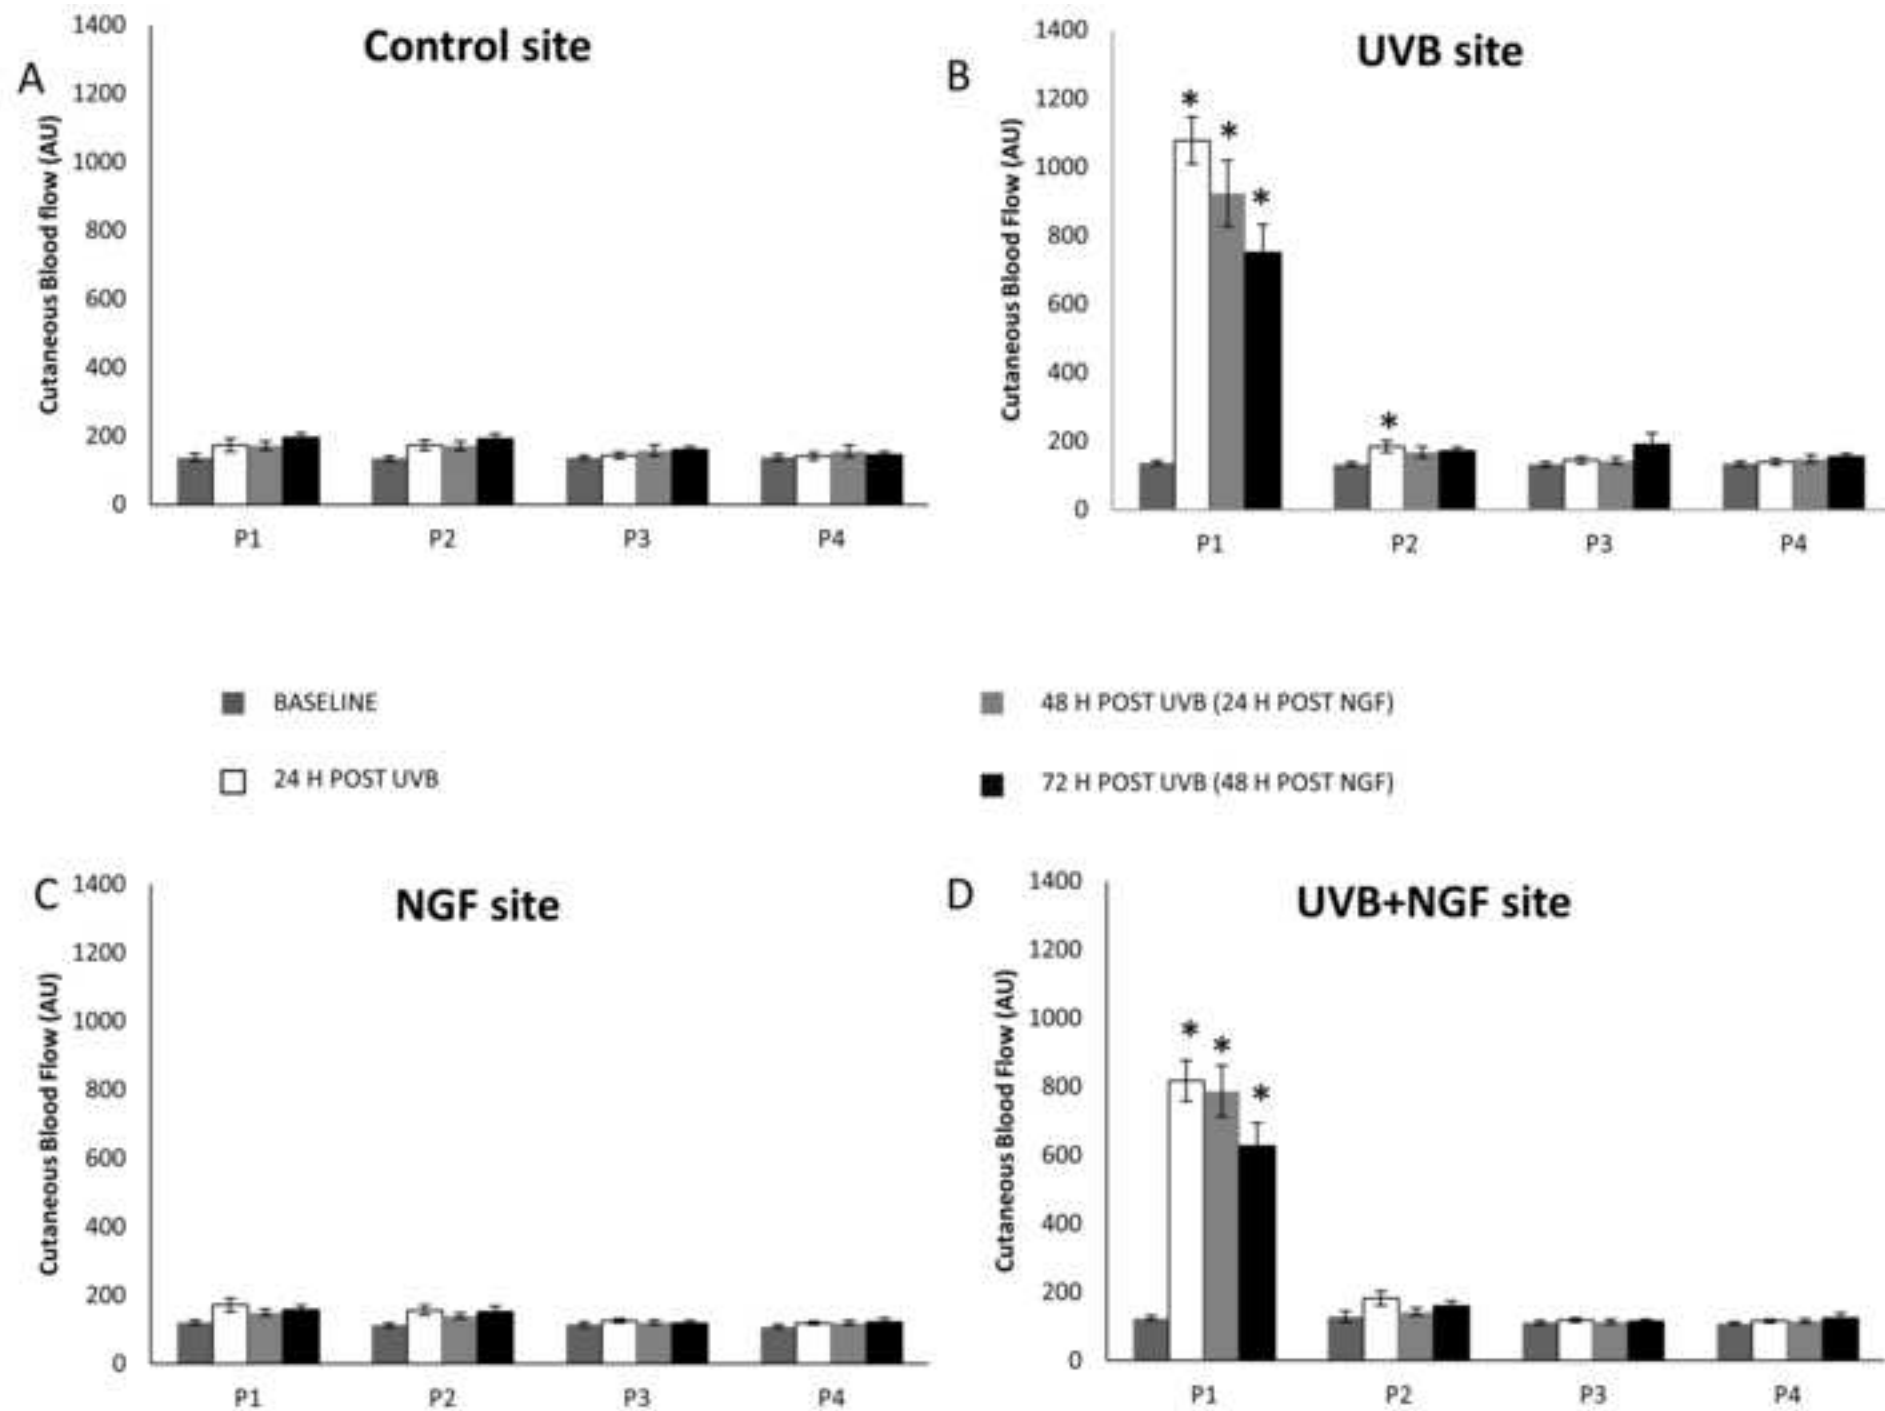 A
Control site
Cutaneous Blood flow (AU)
1400
1200
1000
800
600
400
200
0
P1 P2 P3 P4
B
UVB site
Cutaneous Blood Flow (AU)
1400
1200
1000
800
600
400
200
0
* * *
*
P1 P2 P3 P4
BASELINE
24 H POST UVB
48 H POST UVB (24 H POST NGF)
72 H POST UVB (48 H POST NGF)
C
NGF site
Cutaneous Blood Flow (AU)
1400
1200
1000
800
600
400
200
0
P1 P2 P3 P4
D
UVB+NGF site
Cutaneous Blood Flow (AU)
1400
1200
1000
800
600
400
200
0
* * *
P1 P2 P3 P4